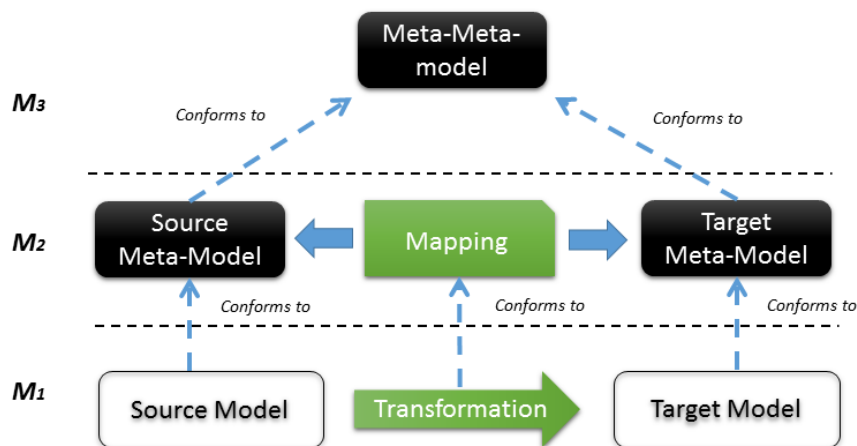 Meta-Meta-
model
M3
Conforms to
Conforms to
Source
Meta-Model
Mapping
Target
Meta-Model
M2
Conforms to
Conforms to
Conforms to
M1
Source Model
Transformation
Target Model